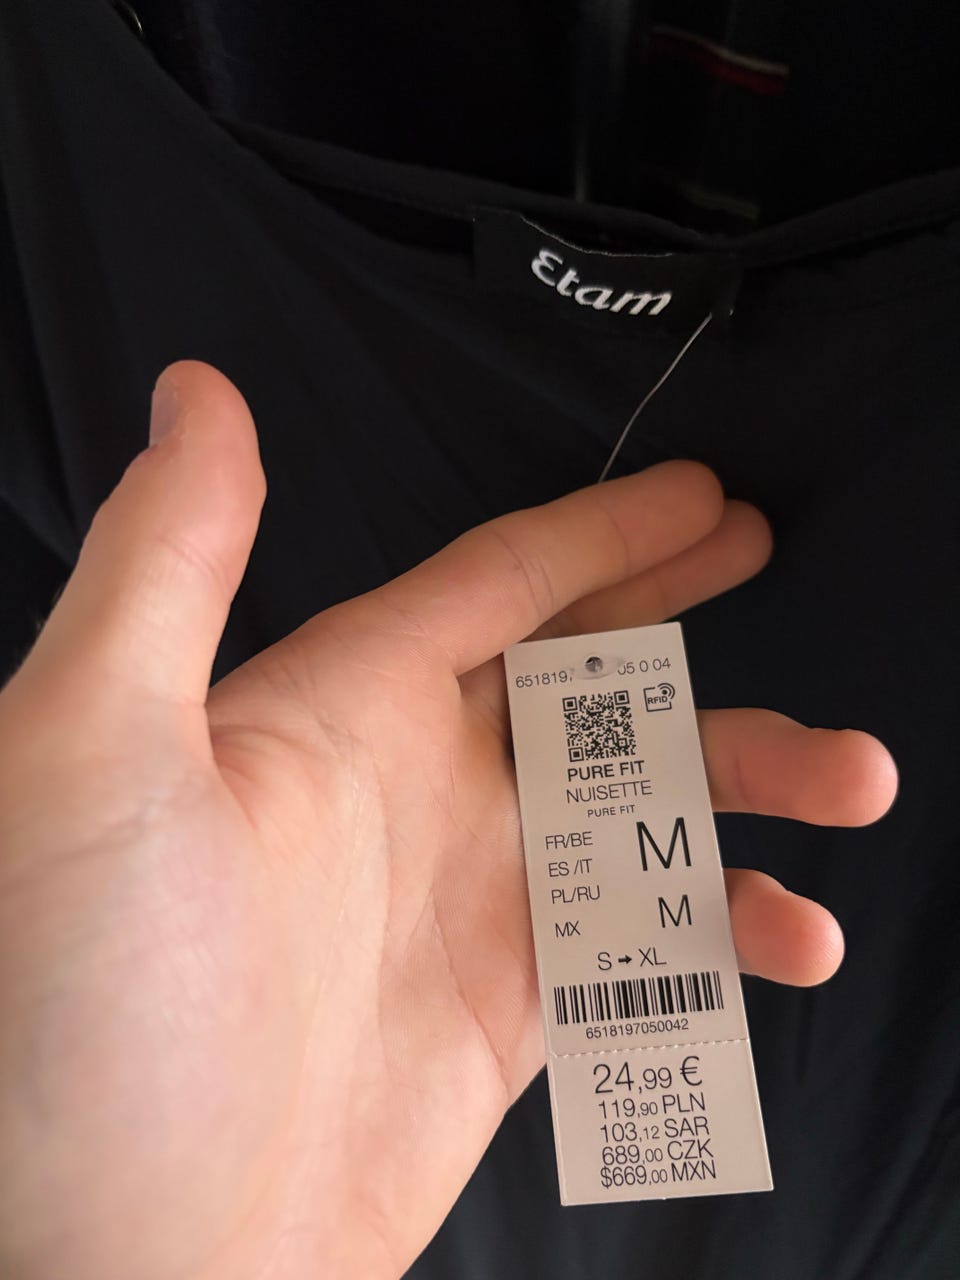 Etam
651819 05 0 04
RFID
PURE FIT
NUISETTE
PURE FIT
FR/BE
ES /IT
PL/RU
M
MX
M
S → XL
6518197050042
24,99 €
119,90 PLN
103,12 SAR
689,00 CZK
$669,00 MXN